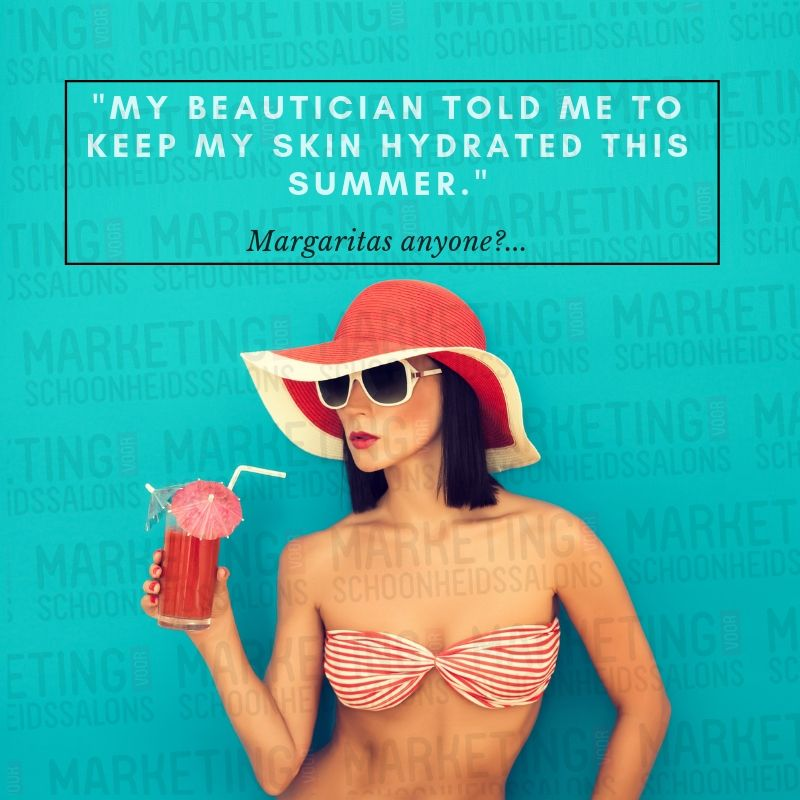 "MY BEAUTICIAN TOLD ME TO
KEEP MY SKIN HYDRATED THIS
SUMMER."
Margaritas anyone?...
MARKETING VOOR
SCHOONHEIDSSALONS